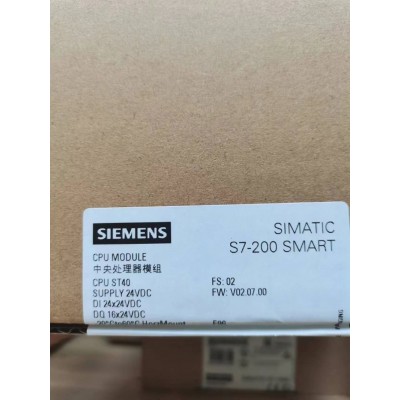 SIEMENS
SIMATIC
S7-200 SMART
CPU MODULE
中央处理器模组
CPU ST40
FS: 02
SUPPLY 24VDC
FW: V02.07.00
DI 24x24VDC
DQ 16x24VDC